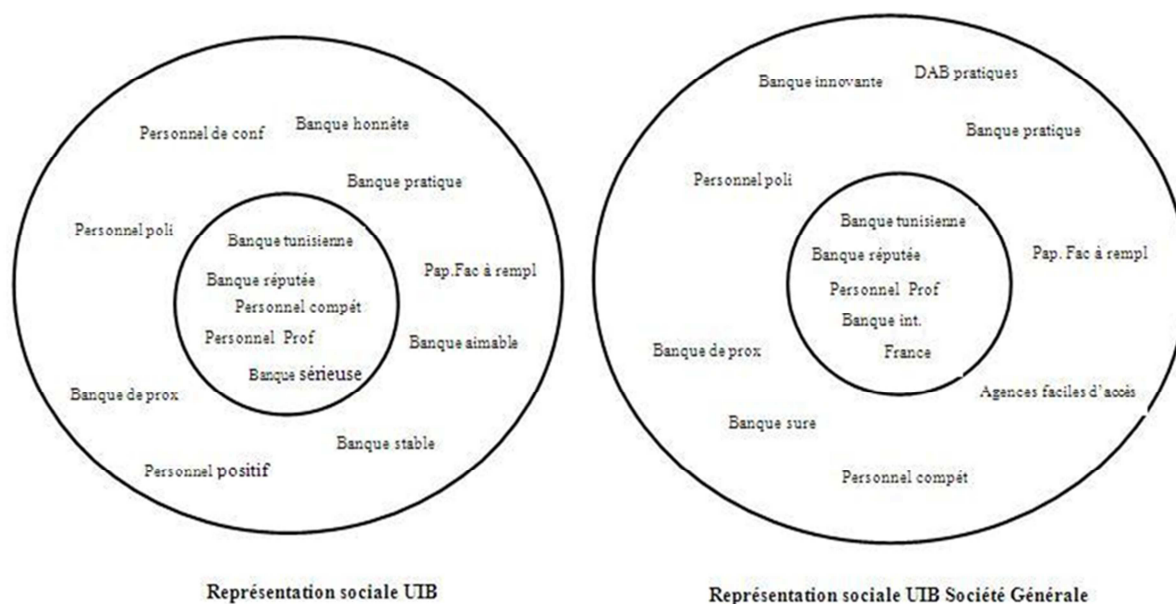 Personnel de conf
Banque honnête
Banque pratique
Personnel poli
Banque tunisienne
Banque réputée
Personnel compét
Personnel Prof
Banque sérieuse
Pap.Fac à rempl
Banque aimable
Banque de prox
Banque stable
Personnel positif
Représentation sociale UIB
Banque innovante
DAB pratiques
Banque pratique
Personnel poli
Banque tunisienne
Banque réputée
Personnel Prof
Banque int.
France
Pap. Fac à rempl
Banque de prox
Agences faciles d'accès
Banque sure
Personnel compét
Représentation sociale UIB Société Générale